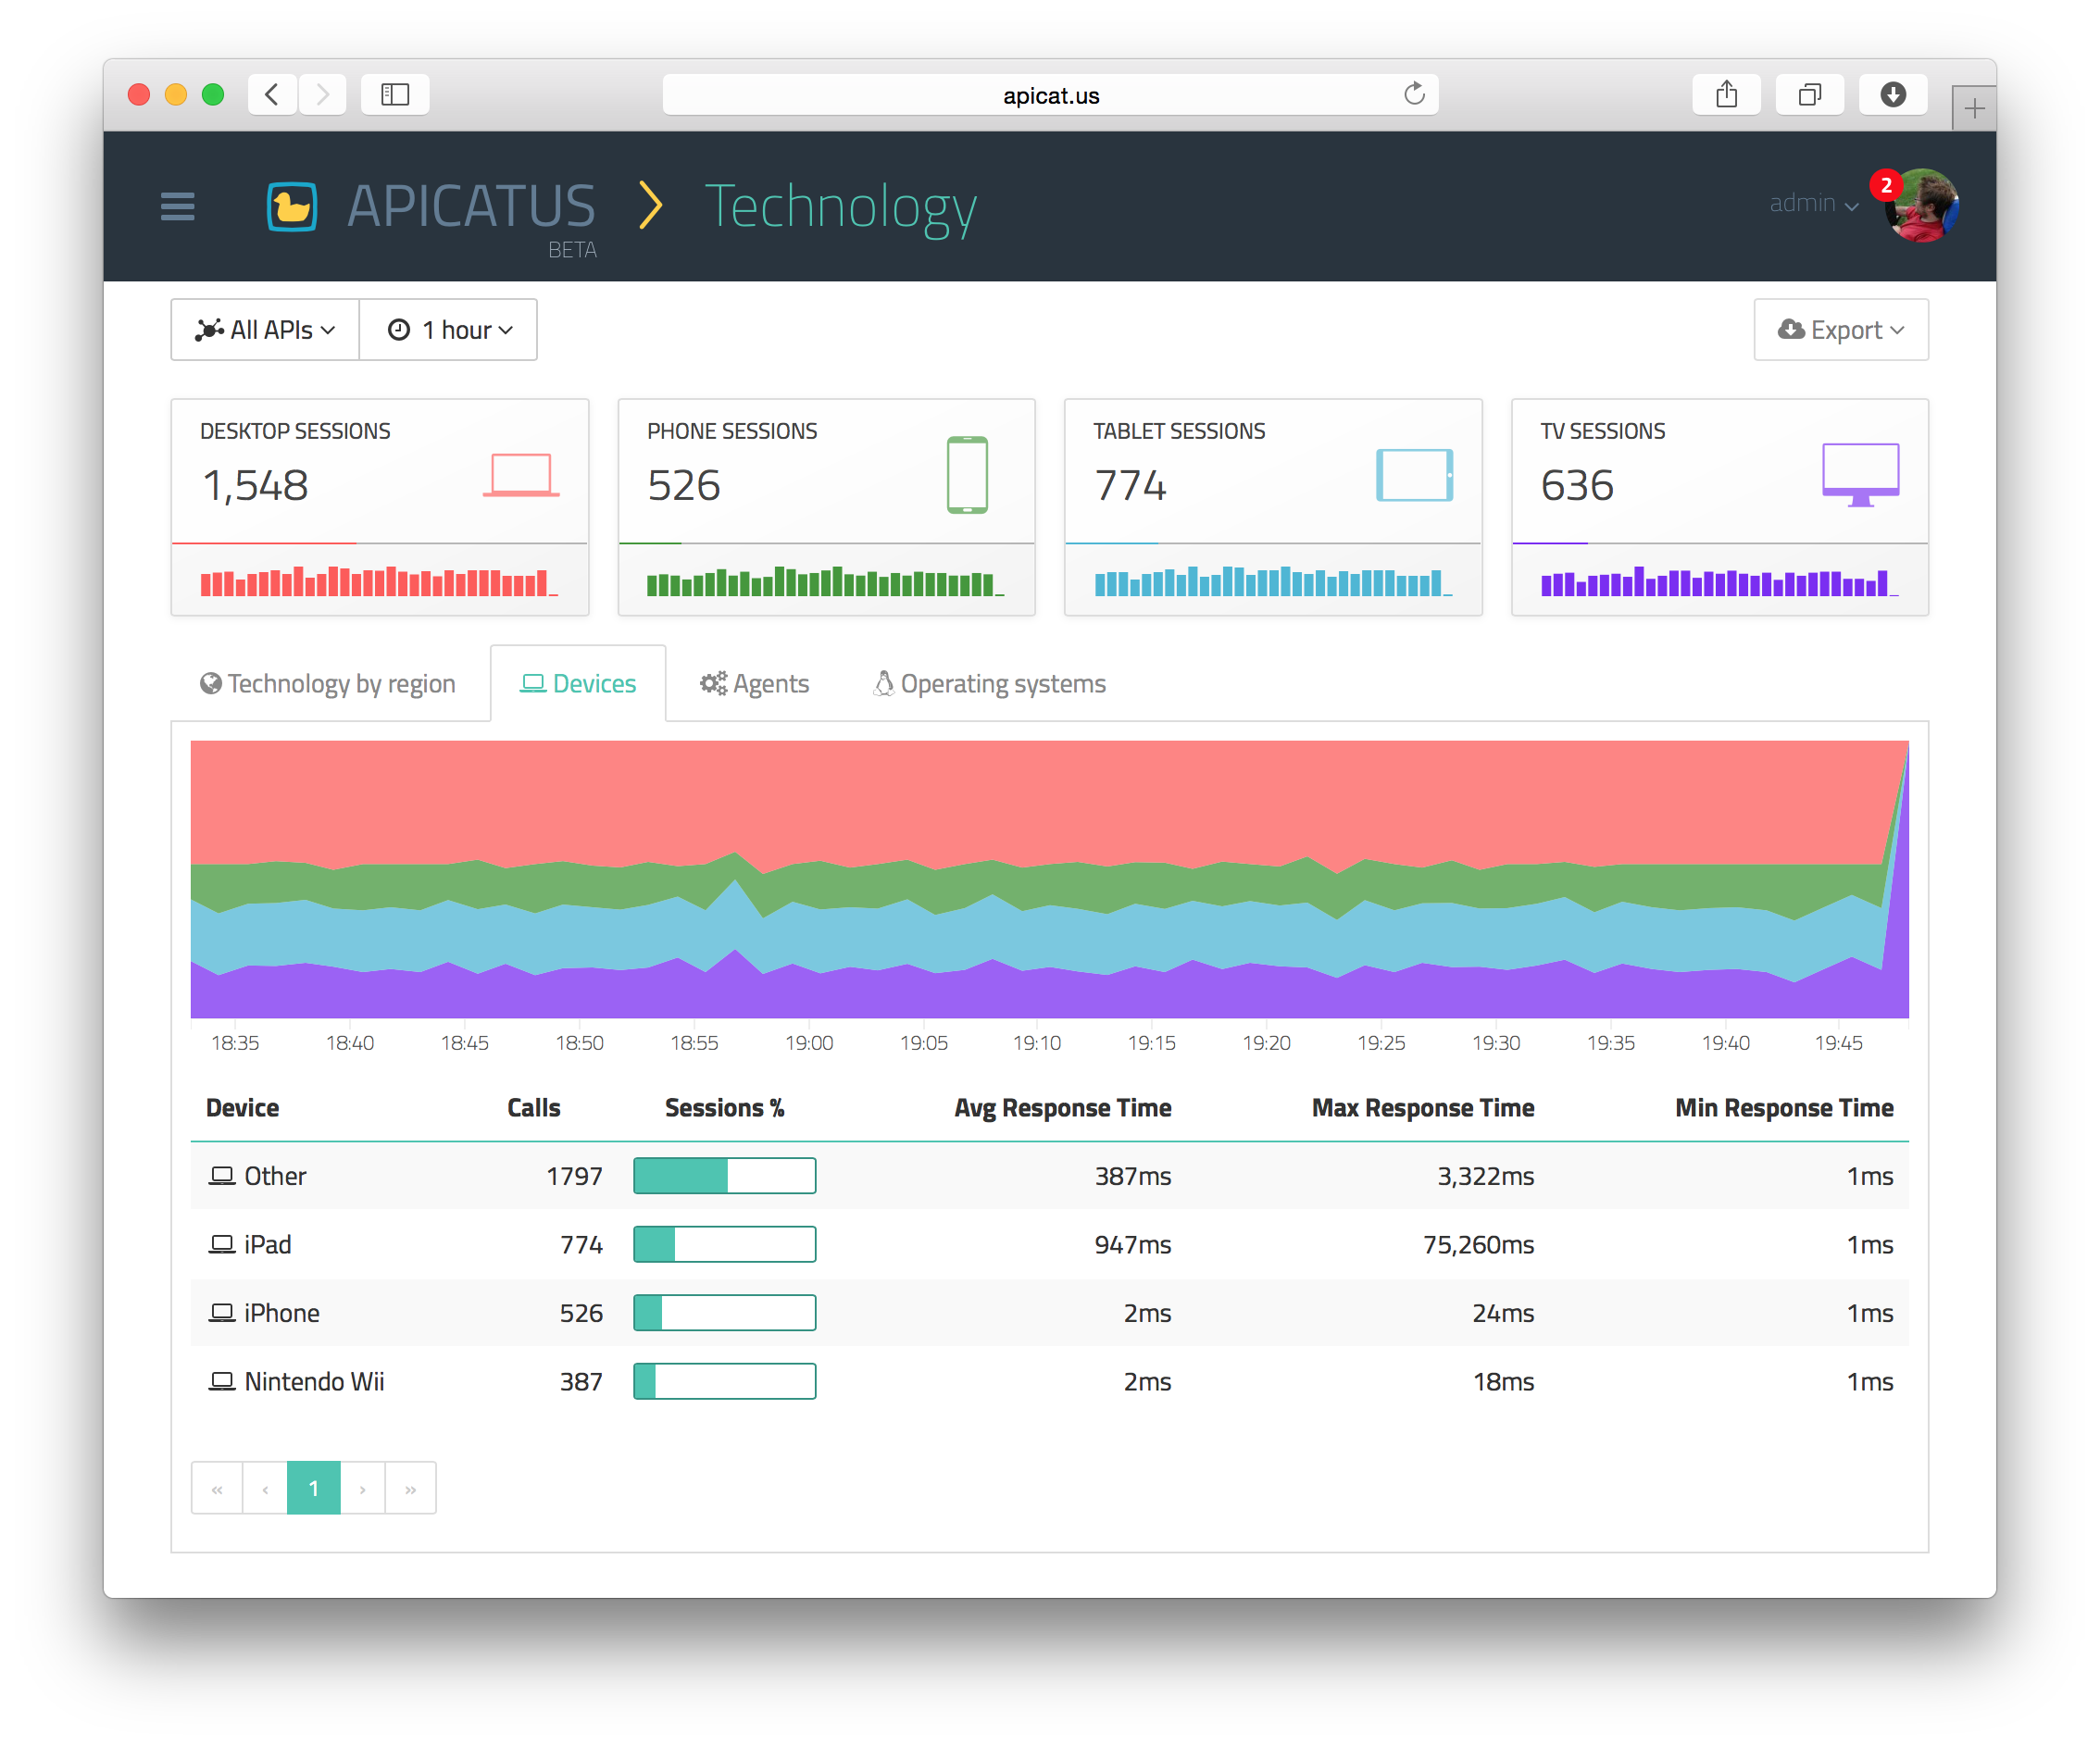 apicat.us
APICATUS
BETA
Technology
admin
2
All APIs
1 hour
Export
DESKTOP SESSIONS
1,548
PHONE SESSIONS
526
TABLET SESSIONS
774
TV SESSIONS
636
Technology by region
Devices
Agents
Operating systems
18:35 18:40 18:45 18:50 18:55 19:00 19:05 19:10 19:15 19:20 19:25 19:30 19:35 19:40 19:45
Device Calls Sessions % Avg Response Time Max Response Time Min Response Time
Other 1797 387ms 3,322ms 1ms
iPad 774 947ms 75,260ms 1ms
iPhone 526 2ms 24ms 1ms
Nintendo Wii 387 2ms 18ms 1ms
« ‹ 1 › »